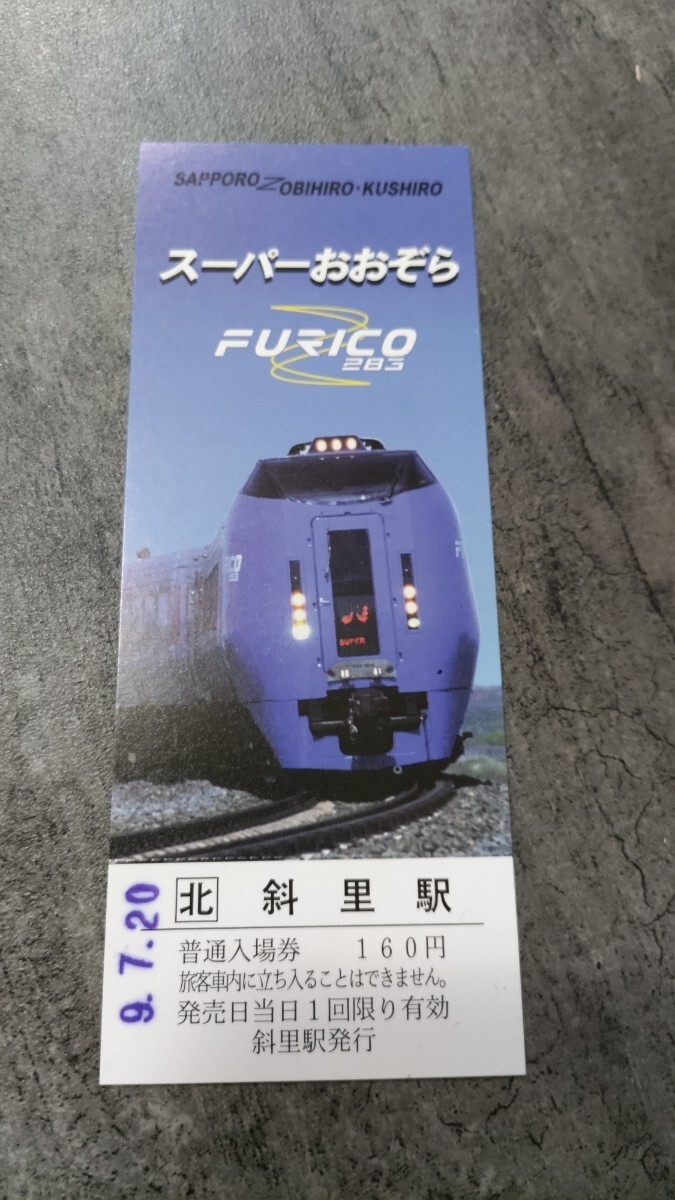 SAPPORO OBIHIRO・KUSHIRO
スーパーおおぞら
FURICO
283
SUPER
9.7.20
北 斜里駅
普通入場券 160円
旅客車内に立ち入ることはできません。
発売日当日1回限り有効
斜里駅発行